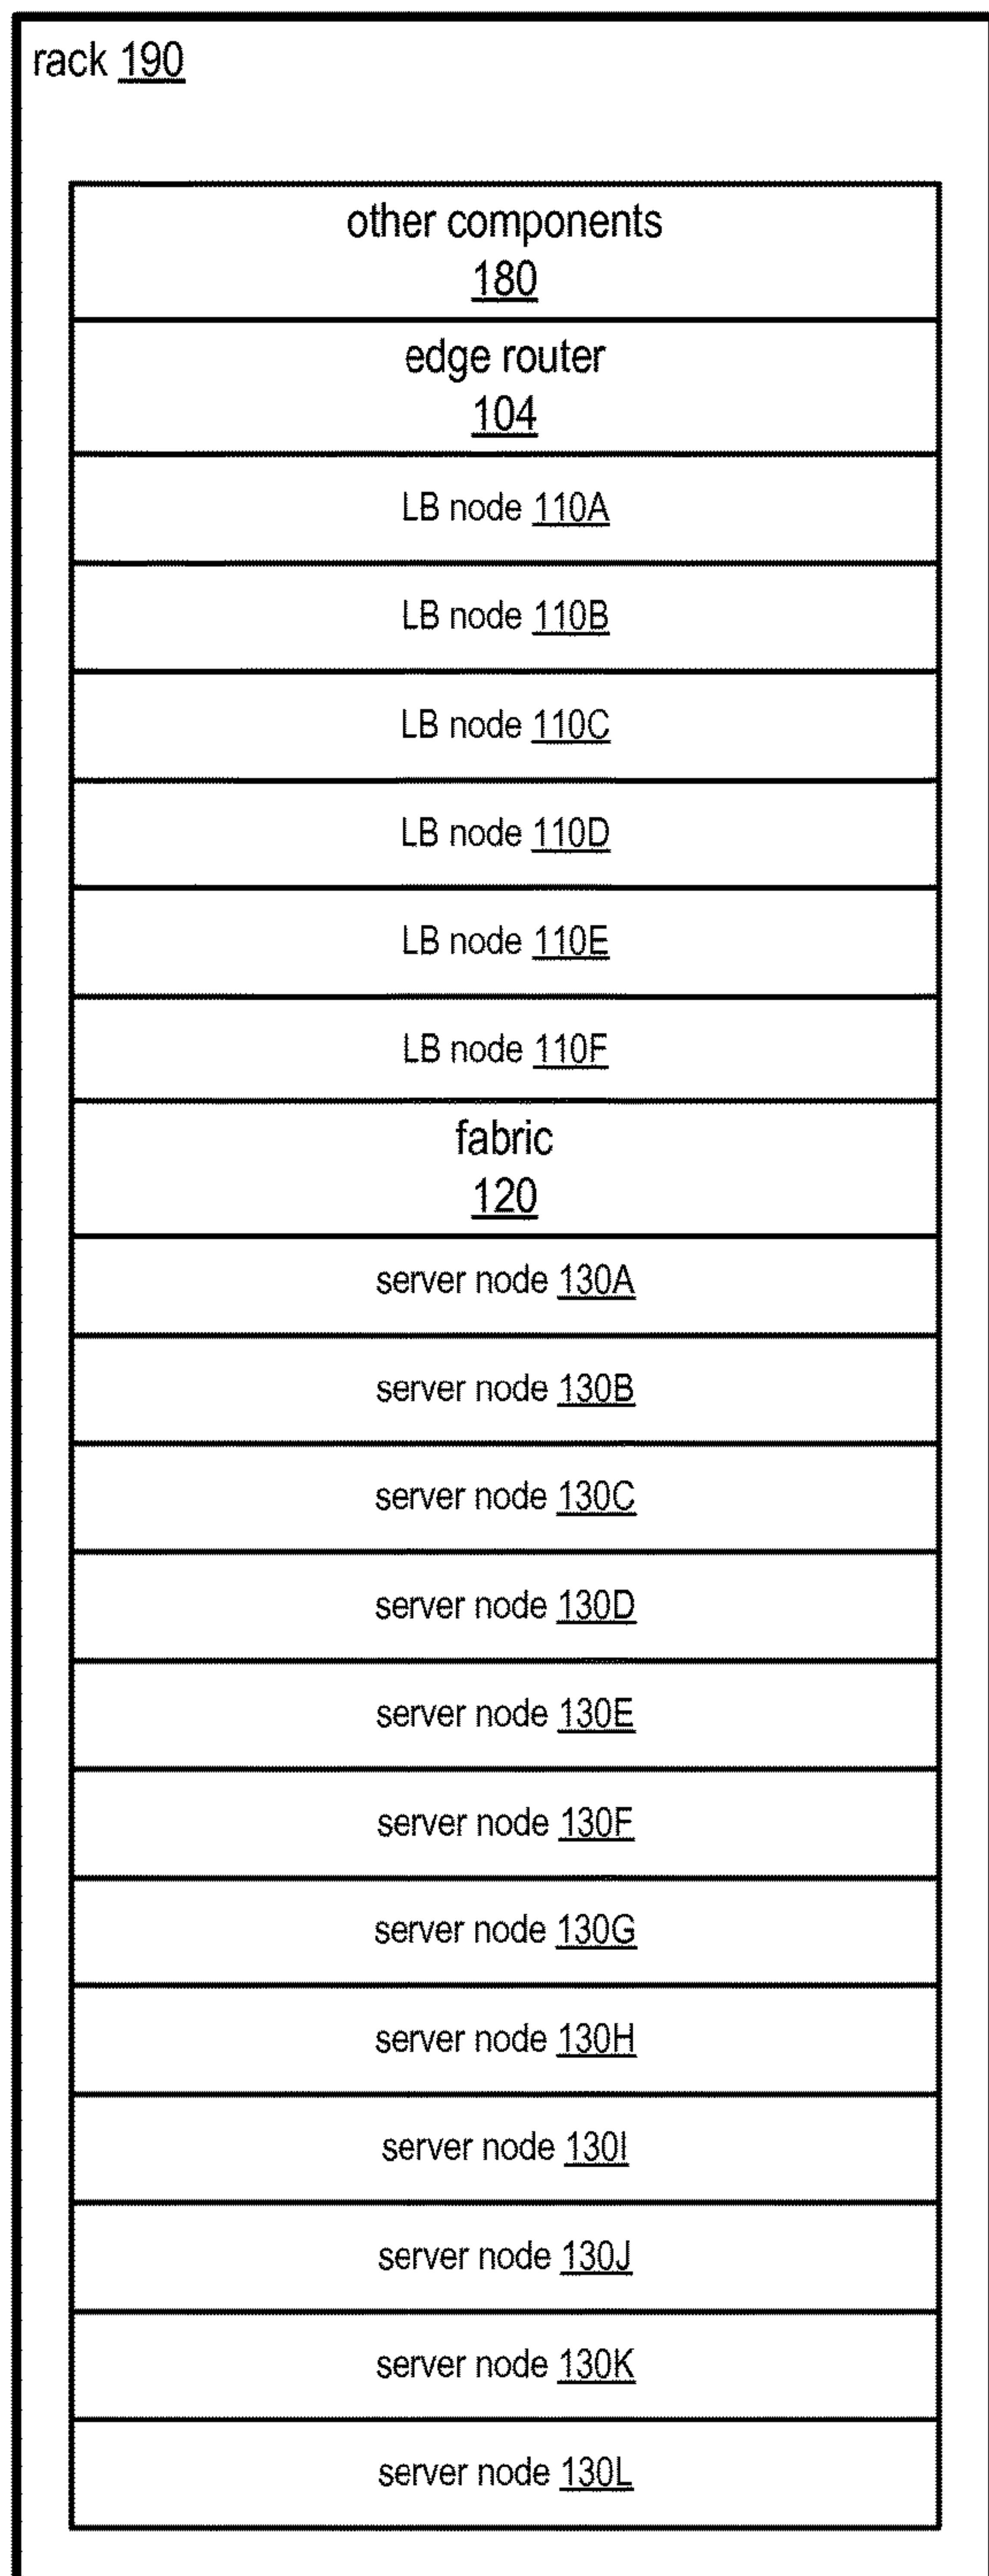 rack 190
other components
180
edge router
104
LB node 110A
LB node 110B
LB node 110C
LB node 110D
LB node 110E
LB node 110F
fabric
120
server node 130A
server node 130B
server node 130C
server node 130D
server node 130E
server node 130F
server node 130G
server node 130H
server node 130I
server node 130J
server node 130K
server node 130L